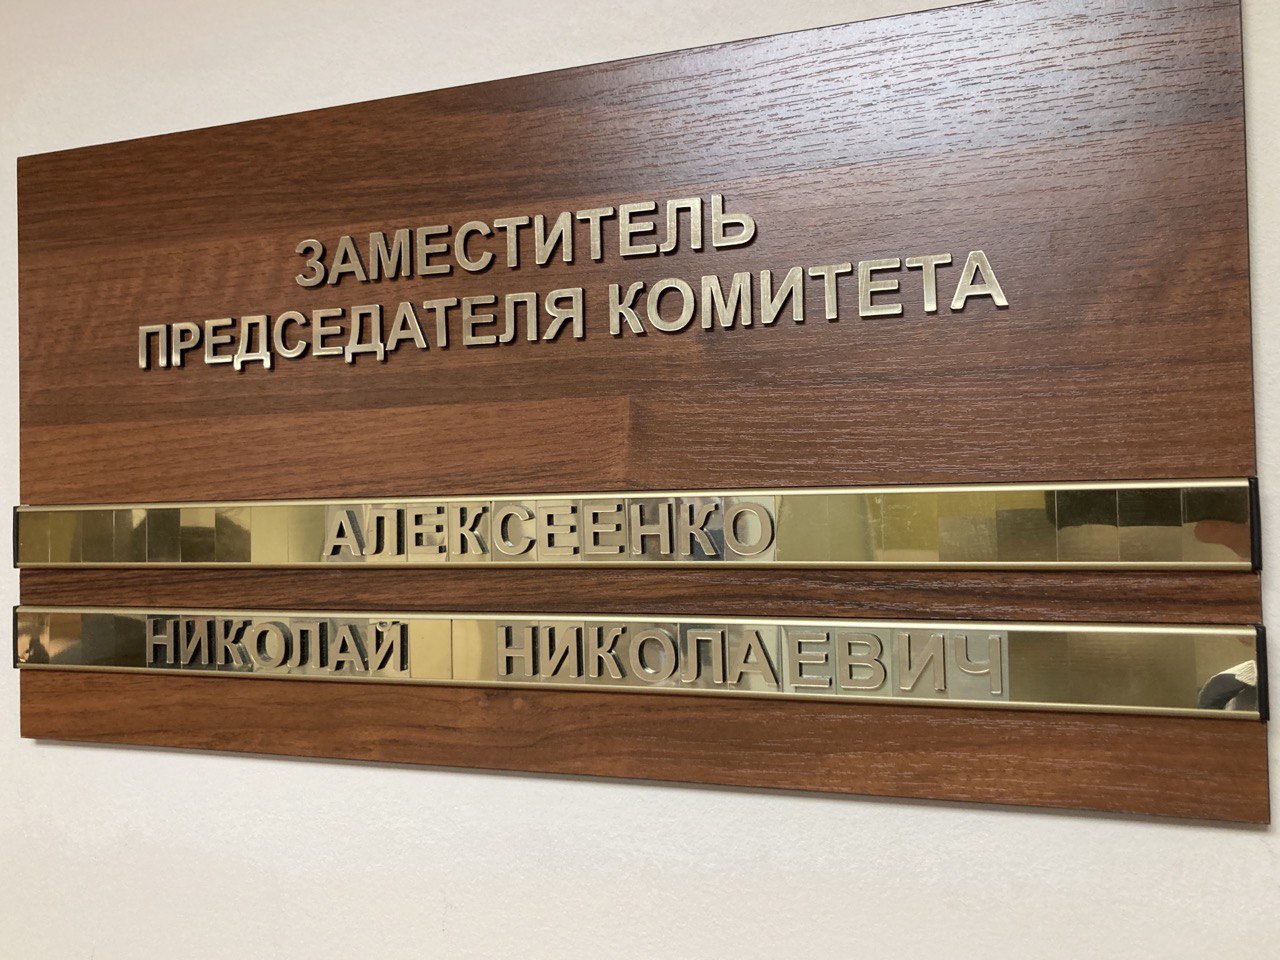 ЗАМЕСТИТЕЛЬ
ПРЕДСЕДАТЕЛЯ КОМИТЕТА
АЛЕКСЕЕНКО
НИКОЛАЙ НИКОЛАЕВИЧ